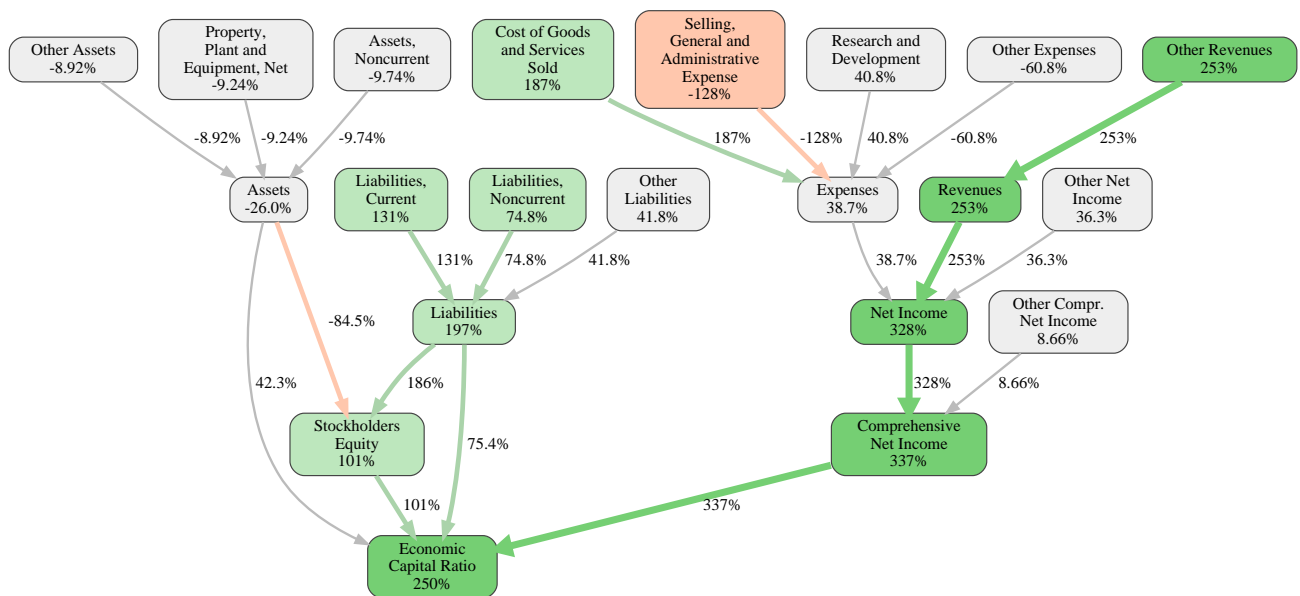 Other Assets
-8.92%
Property,
Plant and
Equipment, Net
-9.24%
Assets,
Noncurrent
-9.74%
Cost of Goods
and Services
Sold
187%
Selling,
General and
Administrative
Expense
-128%
Research and
Development
40.8%
Other Expenses
-60.8%
Other Revenues
253%
-8.92%
-9.24%
-9.74%
187%
-128%
40.8%
-60.8%
253%
Assets
-26.0%
Liabilities,
Current
131%
Liabilities,
Noncurrent
74.8%
Other
Liabilities
41.8%
Expenses
38.7%
Revenues
253%
Other Net
Income
36.3%
131%
74.8%
41.8%
38.7%
253%
36.3%
-84.5%
Liabilities
197%
Net Income
328%
Other Compr.
Net Income
8.66%
42.3%
186%
75.4%
328%
8.66%
Stockholders
Equity
101%
Comprehensive
Net Income
337%
101%
337%
Economic
Capital Ratio
250%